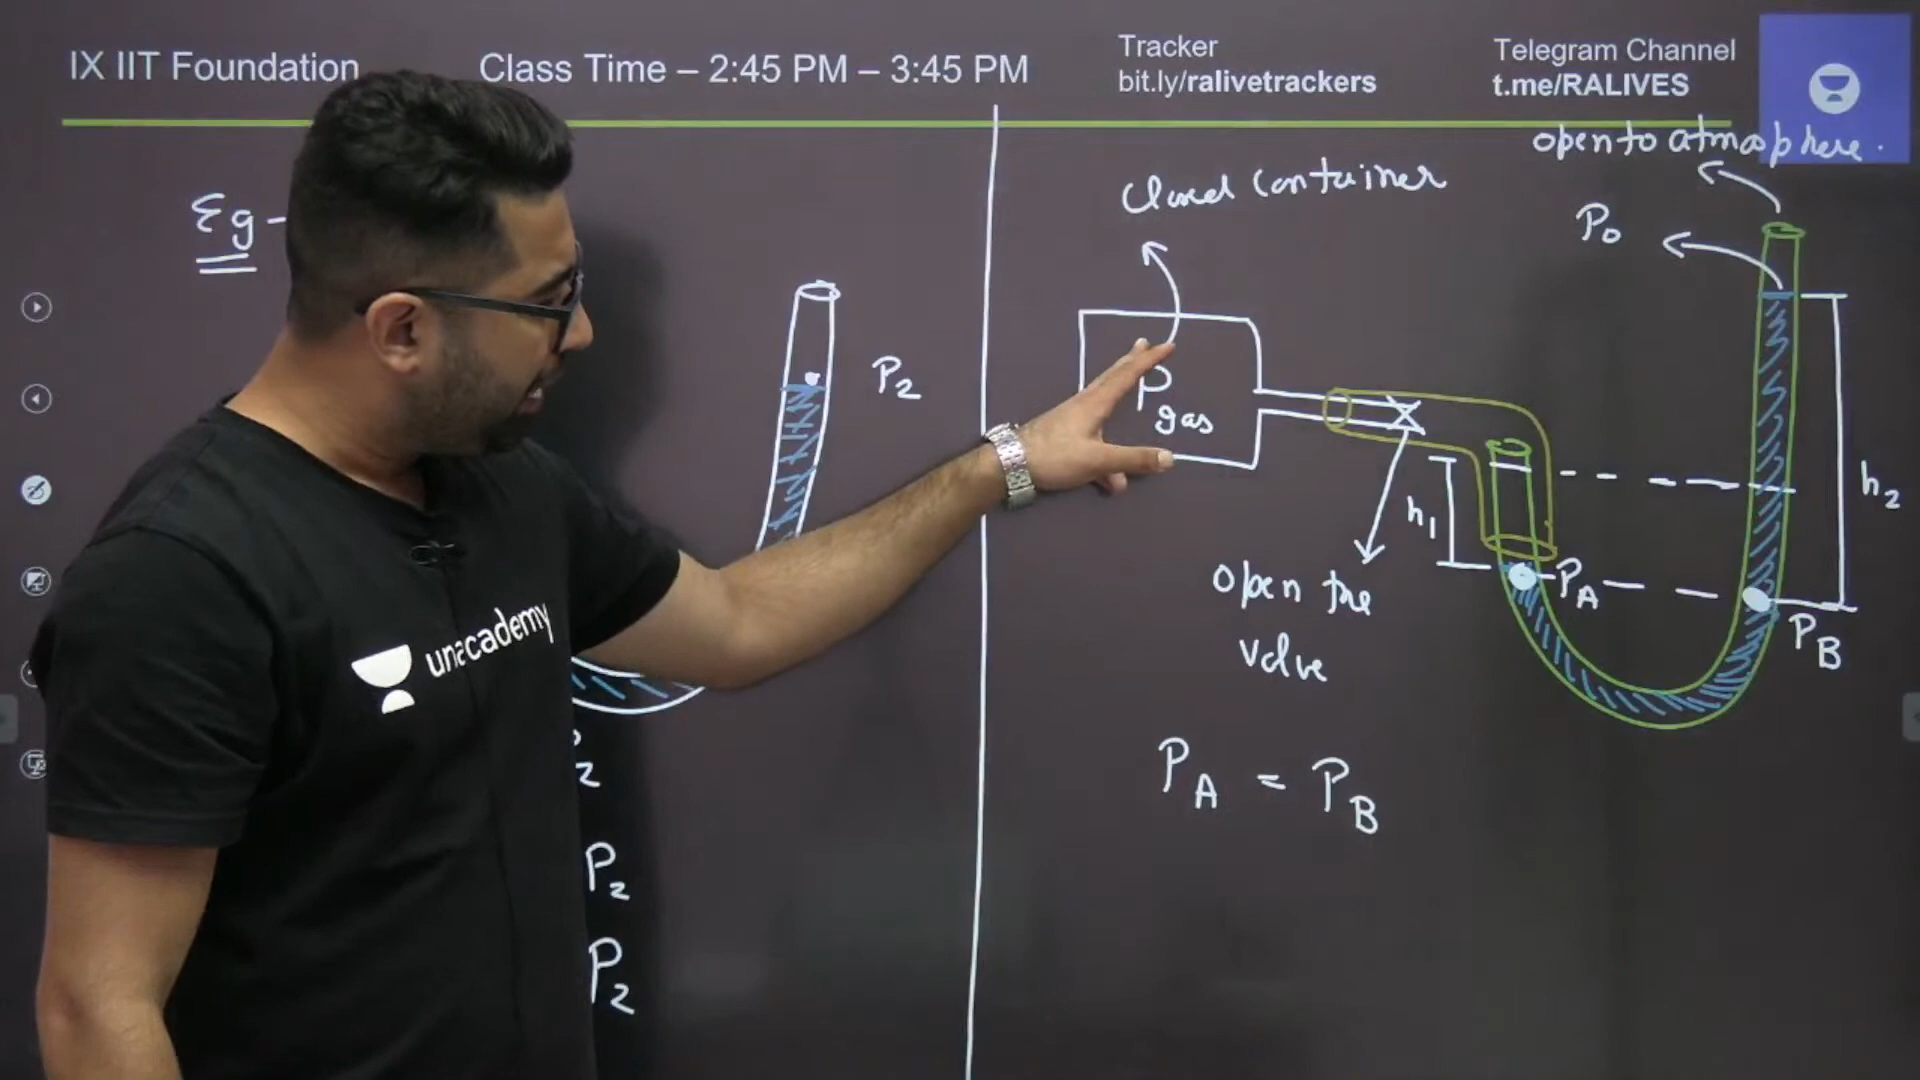 IX IIT Foundation
Class Time – 2:45 PM – 3:45 PM
Tracker
bit.ly/ralivetrackers
Telegram Channel
t.me/RALIVES
open to atmosphere.
Closed Container
P0
Eg-
P2
P
gas
h1
h2
PA
PB
open the
valve
unacademy
PA = PB
2
P2
P2